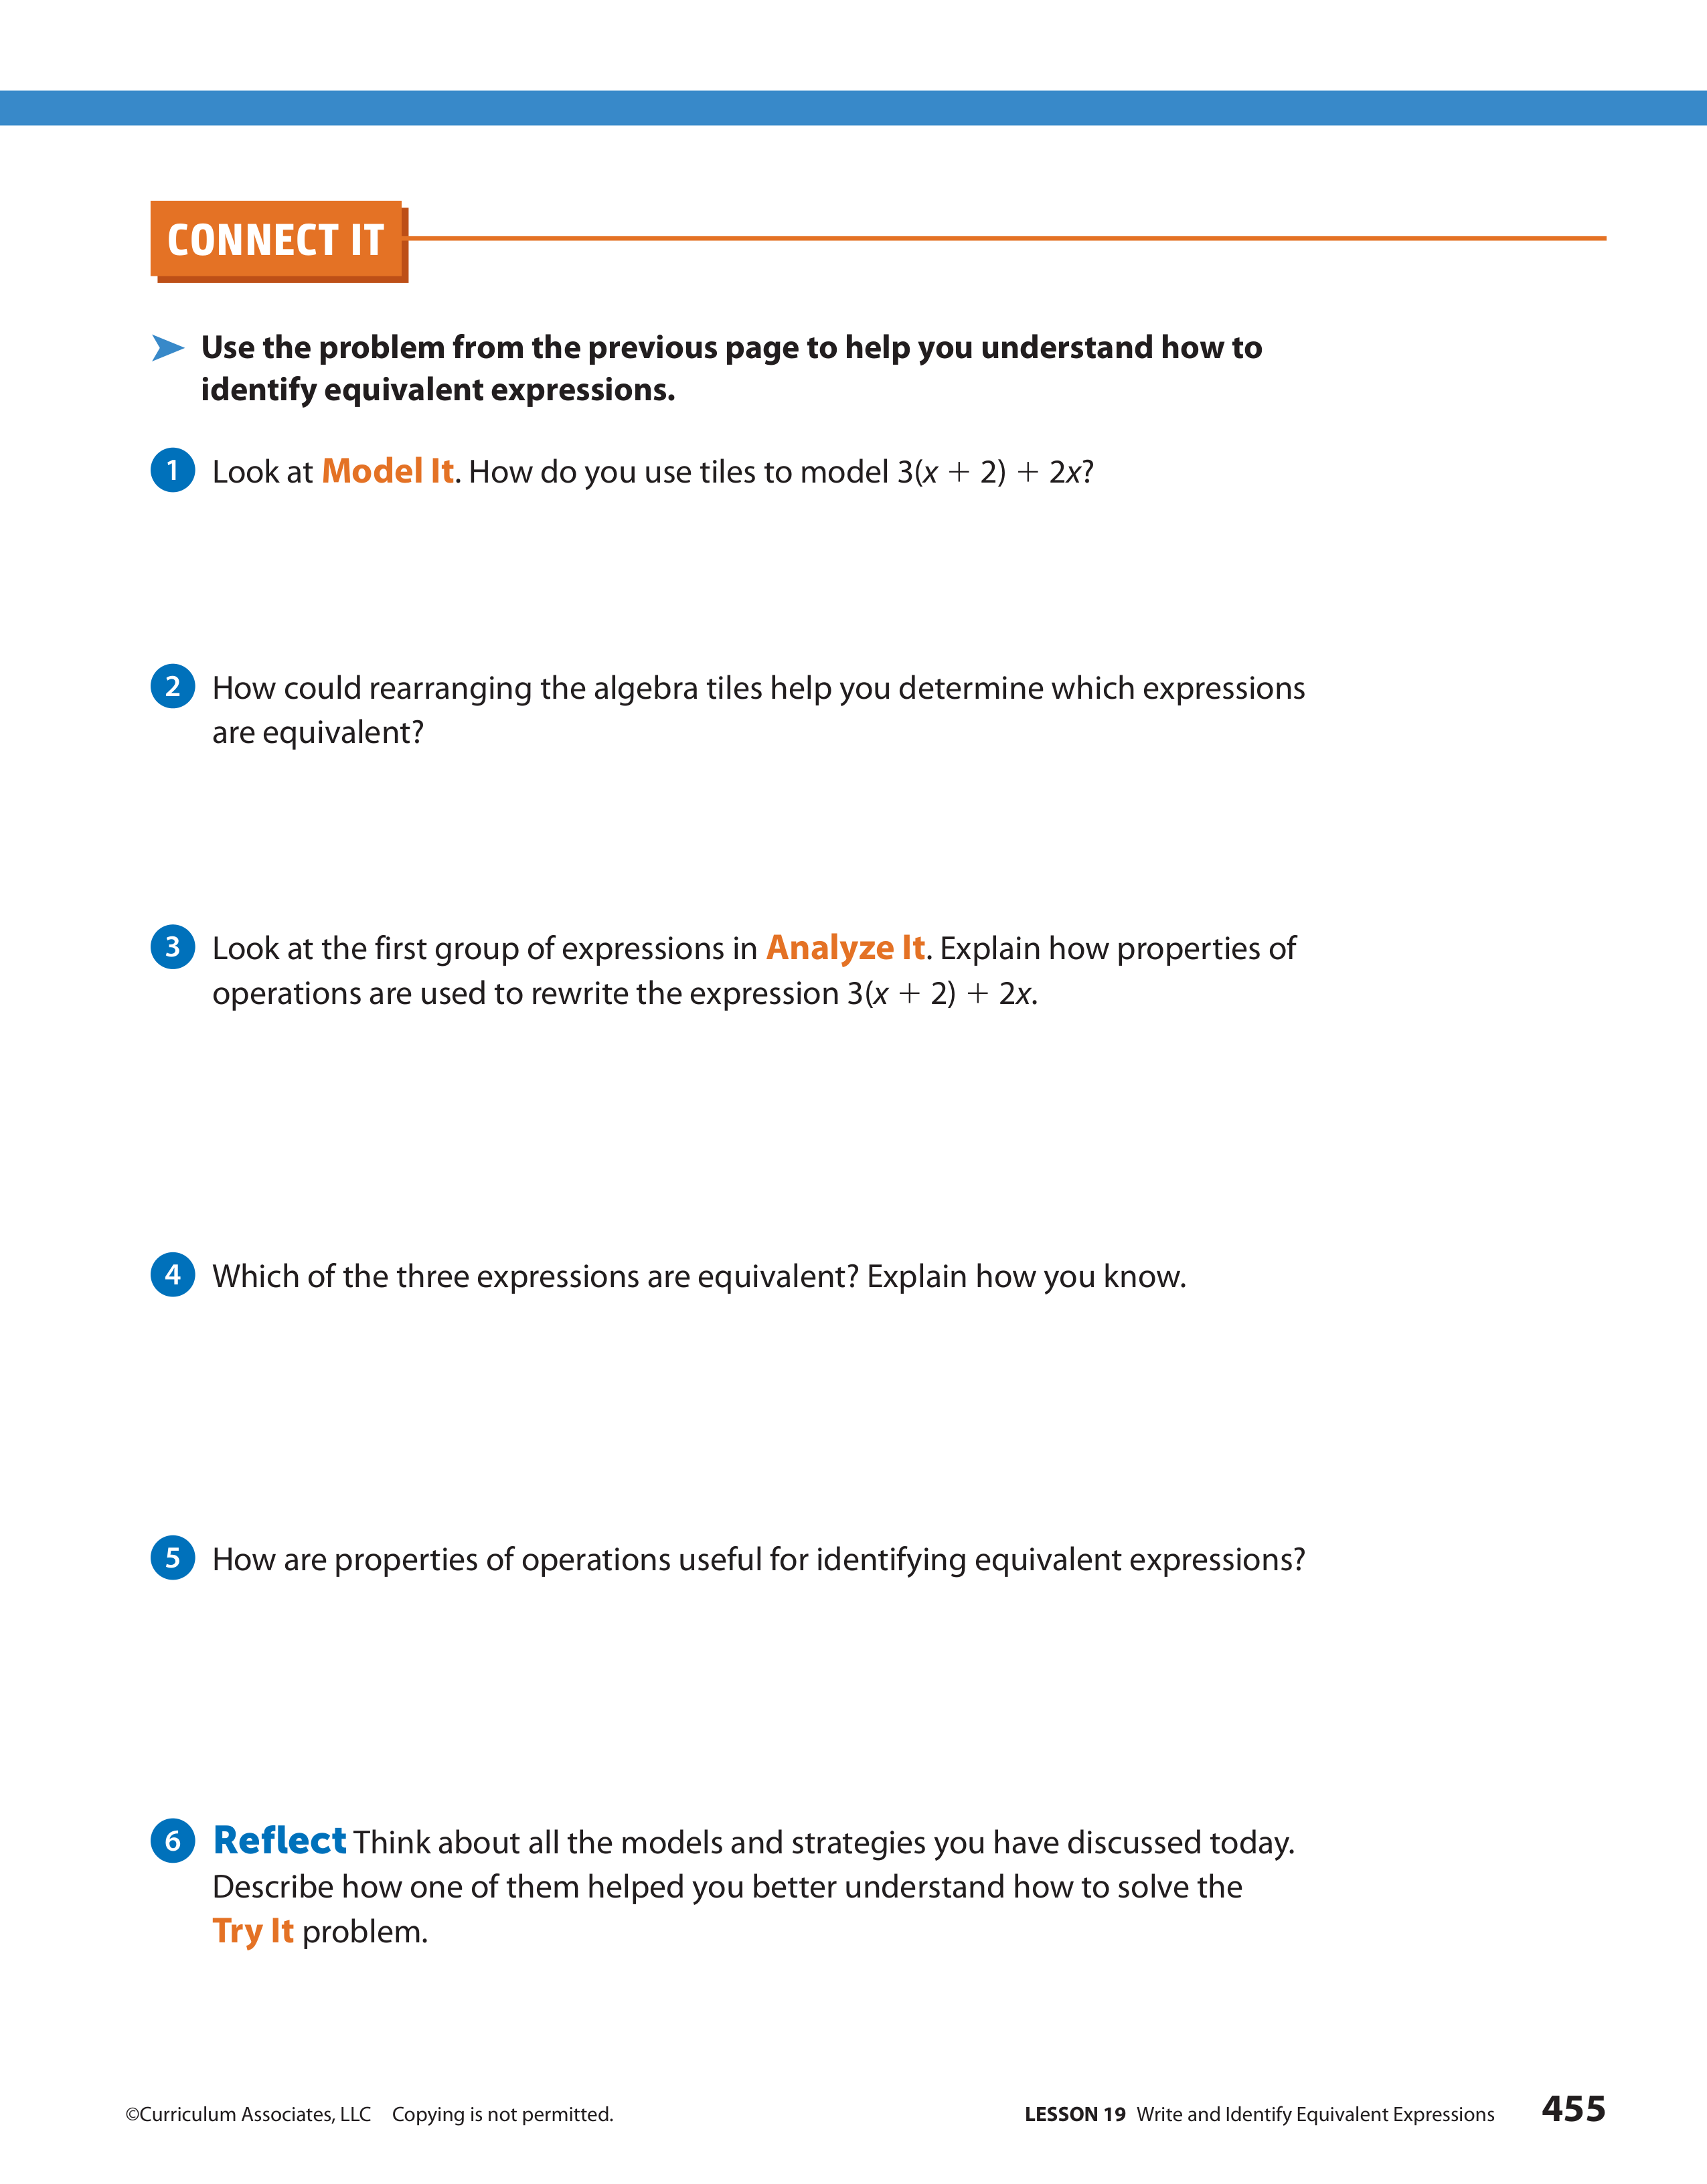 CONNECT IT
Use the problem from the previous page to help you understand how to
identify equivalent expressions.
1 Look at Model It. How do you use tiles to model 3(x + 2) + 2x?
2 How could rearranging the algebra tiles help you determine which expressions
are equivalent?
3 Look at the first group of expressions in Analyze It. Explain how properties of
operations are used to rewrite the expression 3(x + 2) + 2x.
4 Which of the three expressions are equivalent? Explain how you know.
5 How are properties of operations useful for identifying equivalent expressions?
6 Reflect Think about all the models and strategies you have discussed today.
Describe how one of them helped you better understand how to solve the
Try It problem.
©Curriculum Associates, LLC Copying is not permitted.
LESSON 19 Write and Identify Equivalent Expressions 455